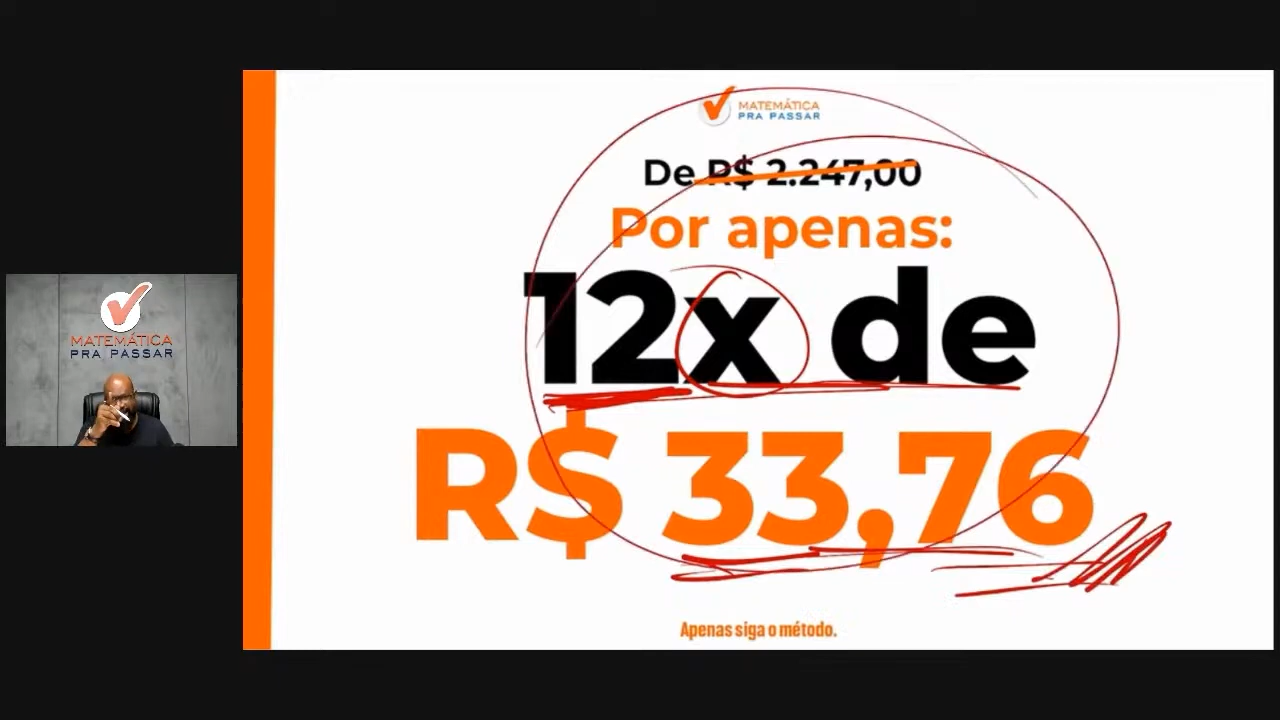 MATEMÁTICA
PRA PASSAR
De R$ 2.247,00
Por apenas:
12x de
R$ 33,76
Apenas siga o método.
MATEMÁTICA
PRA PASSAR